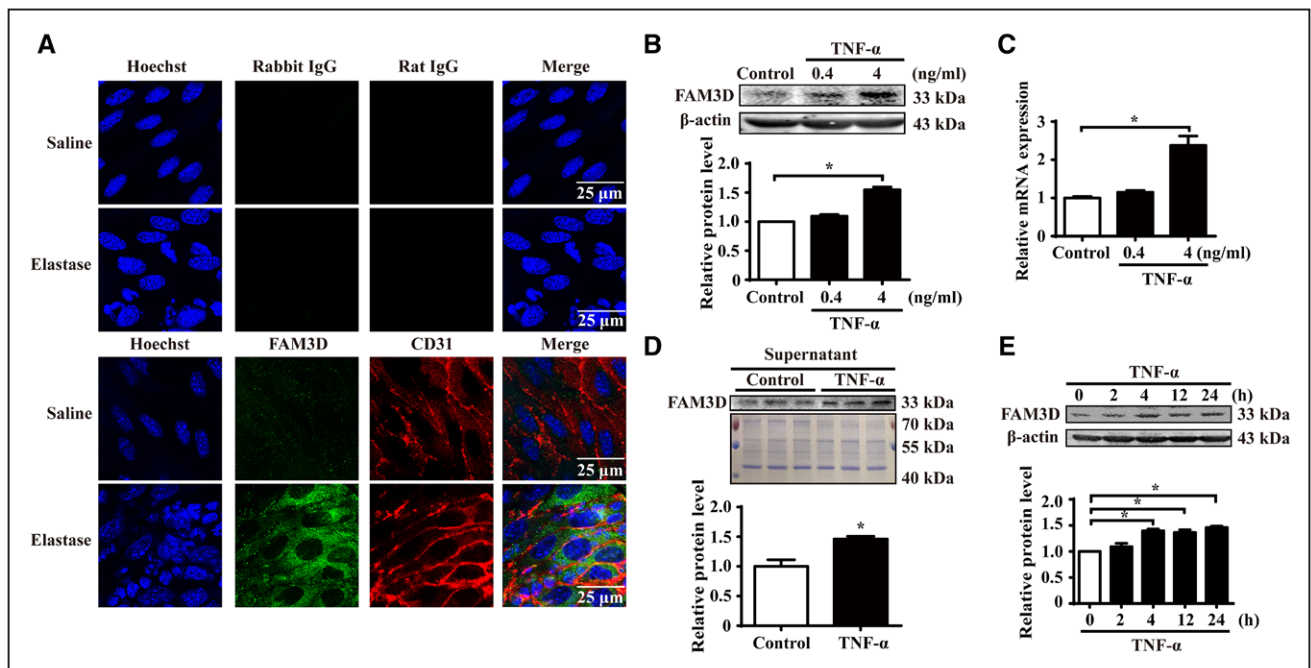 A
Hoechst Rabbit IgG Rat IgG Merge
Saline
25 μm
Elastase
25 μm
Hoechst FAM3D CD31 Merge
Saline
25 μm
Elastase
25 μm
B
TNF-α
Control 0.4 4 (ng/ml)
FAM3D 33 kDa
β-actin 43 kDa
Relative protein level
2.0
1.5
1.0
0.5
0
*
Control 0.4 4 (ng/ml)
TNF-α
C
Relative mRNA expression
3
2
1
0
*
Control 0.4 4 (ng/ml)
TNF-α
D
Supernatant
Control TNF-α
FAM3D 33 kDa
70 kDa
55 kDa
40 kDa
Relative protein level
2.0
1.5
1.0
0.5
0
*
Control TNF-α
E
TNF-α
0 2 4 12 24 (h)
FAM3D 33 kDa
β-actin 43 kDa
Relative protein level
2.0
1.5
1.0
0.5
0
*
*
*
0 2 4 12 24 (h)
TNF-α